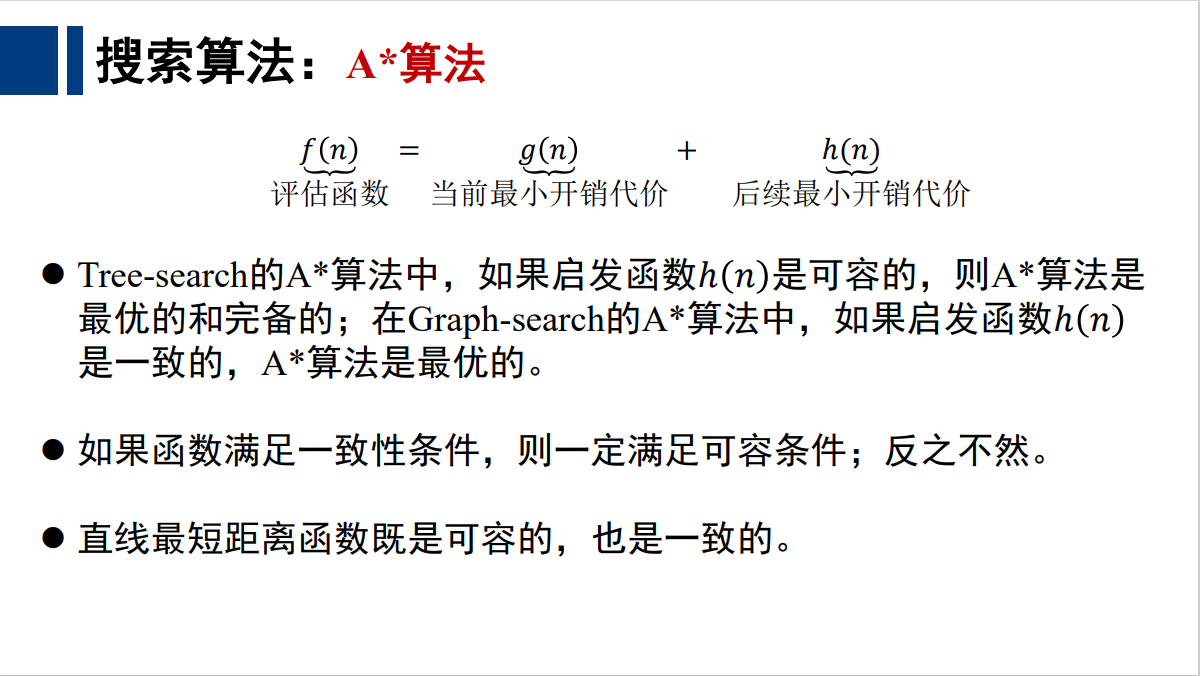 搜索算法：A*算法
f(n) = g(n) + h(n)
评估函数 当前最小开销代价 后续最小开销代价
● Tree-search的A*算法中，如果启发函数h(n)是可容的，则A*算法是
最优的和完备的；在Graph-search的A*算法中，如果启发函数h(n)
是一致的，A*算法是最优的。
● 如果函数满足一致性条件，则一定满足可容条件；反之不然。
● 直线最短距离函数既是可容的，也是一致的。